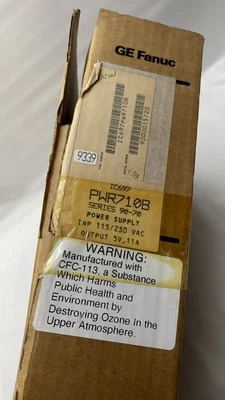 GE Fanuc
IC697PWR710B
9339
IC697
PWR710B
SERIES 90-70
POWER SUPPLY
INP 115/230 VAC
OUTPUT 5V,11A
WARNING:
Manufactured with
CFC-113, a Substance
Which Harms
Public Health and
Environment by
Destroying Ozone In the
Upper Atmosphere.